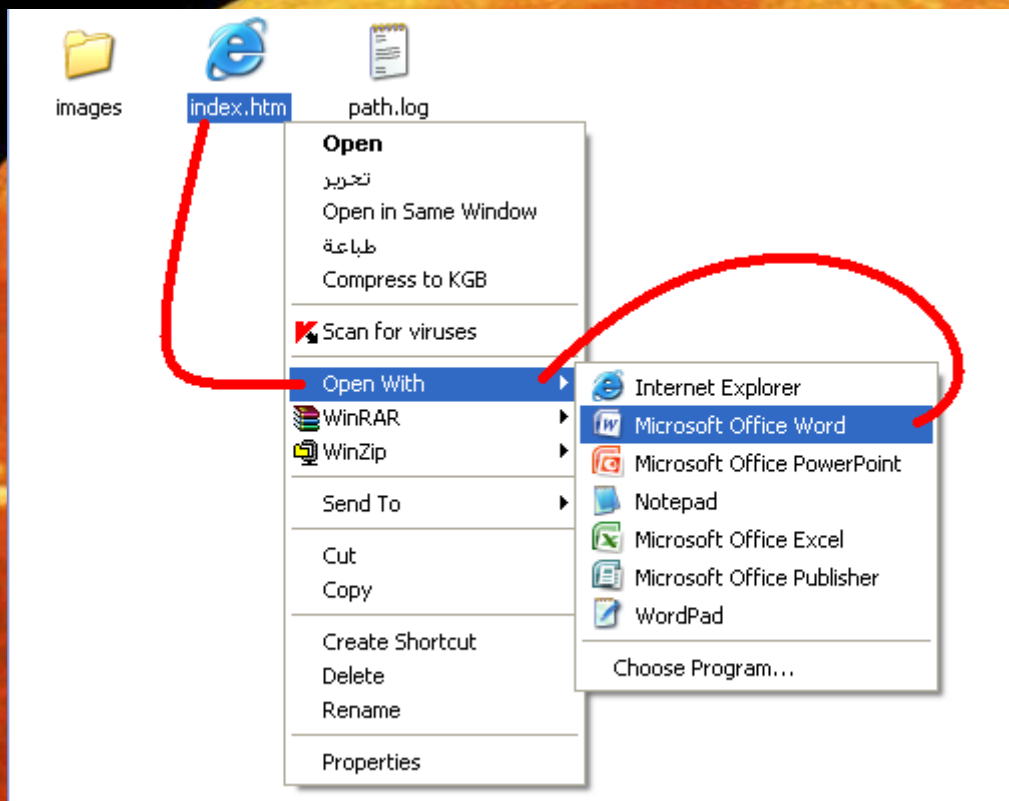 images
index.htm
path.log
Open
تحرير
Open in Same Window
طباعة
Compress to KGB
Scan for viruses
Open With
WinRAR
WinZip
Send To
Cut
Copy
Create Shortcut
Delete
Rename
Properties
Internet Explorer
Microsoft Office Word
Microsoft Office PowerPoint
Notepad
Microsoft Office Excel
Microsoft Office Publisher
WordPad
Choose Program...